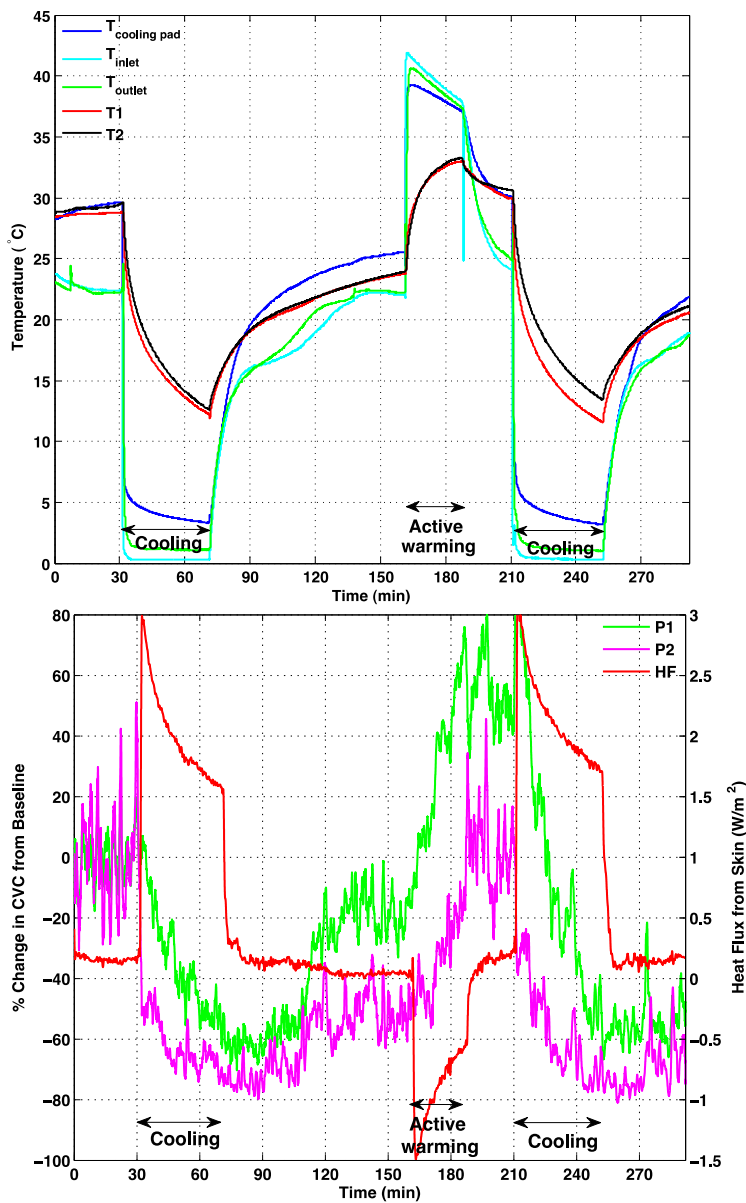 45
40
35
30
25
20
15
10
5
0
Temperature (°C)
T cooling pad
T inlet
T outlet
T1
T2
Cooling
Active
warming
Cooling
0 30 60 90 120 150 180 210 240 270
Time (min)
80
60
40
20
0
−20
−40
−60
−80
−100
% Change in CVC from Baseline
P1
P2
HF
3
2.5
2
1.5
1
0.5
0
−0.5
−1
−1.5
Heat Flux from Skin (W/m²)
Cooling
Active
warming
Cooling
0 30 60 90 120 150 180 210 240 270
Time (min)